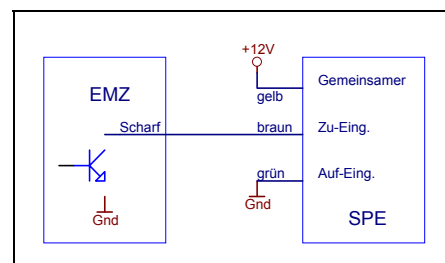 +12V
Gemeinsamer
EMZ
gelb
Scharf
braun
Zu-Eing.
grün
Auf-Eing.
Gnd
Gnd
SPE